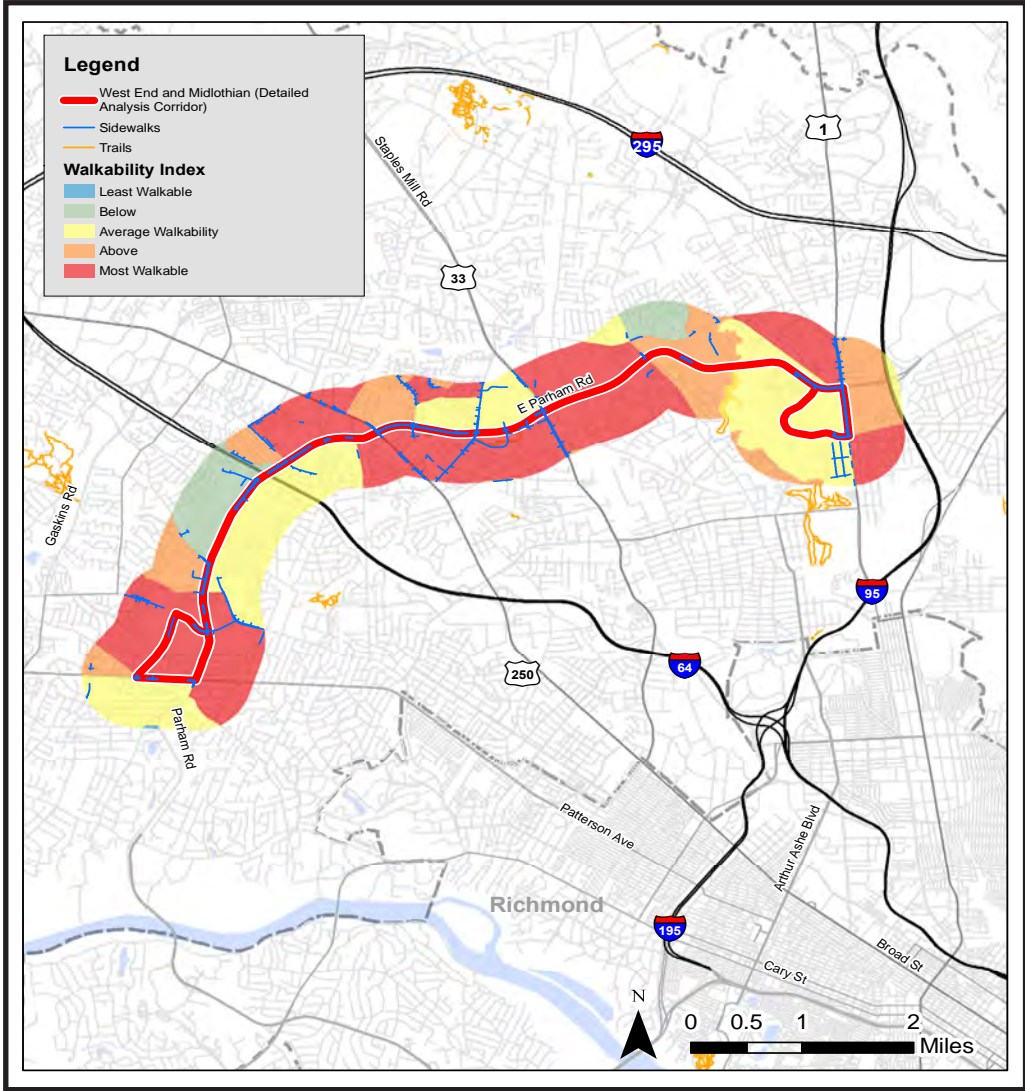 Legend
West End and Midlothian (Detailed
Analysis Corridor)
Sidewalks
Trails
Walkability Index
Least Walkable
Below
Average Walkability
Above
Most Walkable
1
295
Staples Mill Rd
33
E Parham Rd
Gaskins Rd
95
64
250
Parham Rd
Patterson Ave
Arthur Ashe Blvd
Richmond
195
Broad St
Cary St
N
0 0.5 1 2
Miles